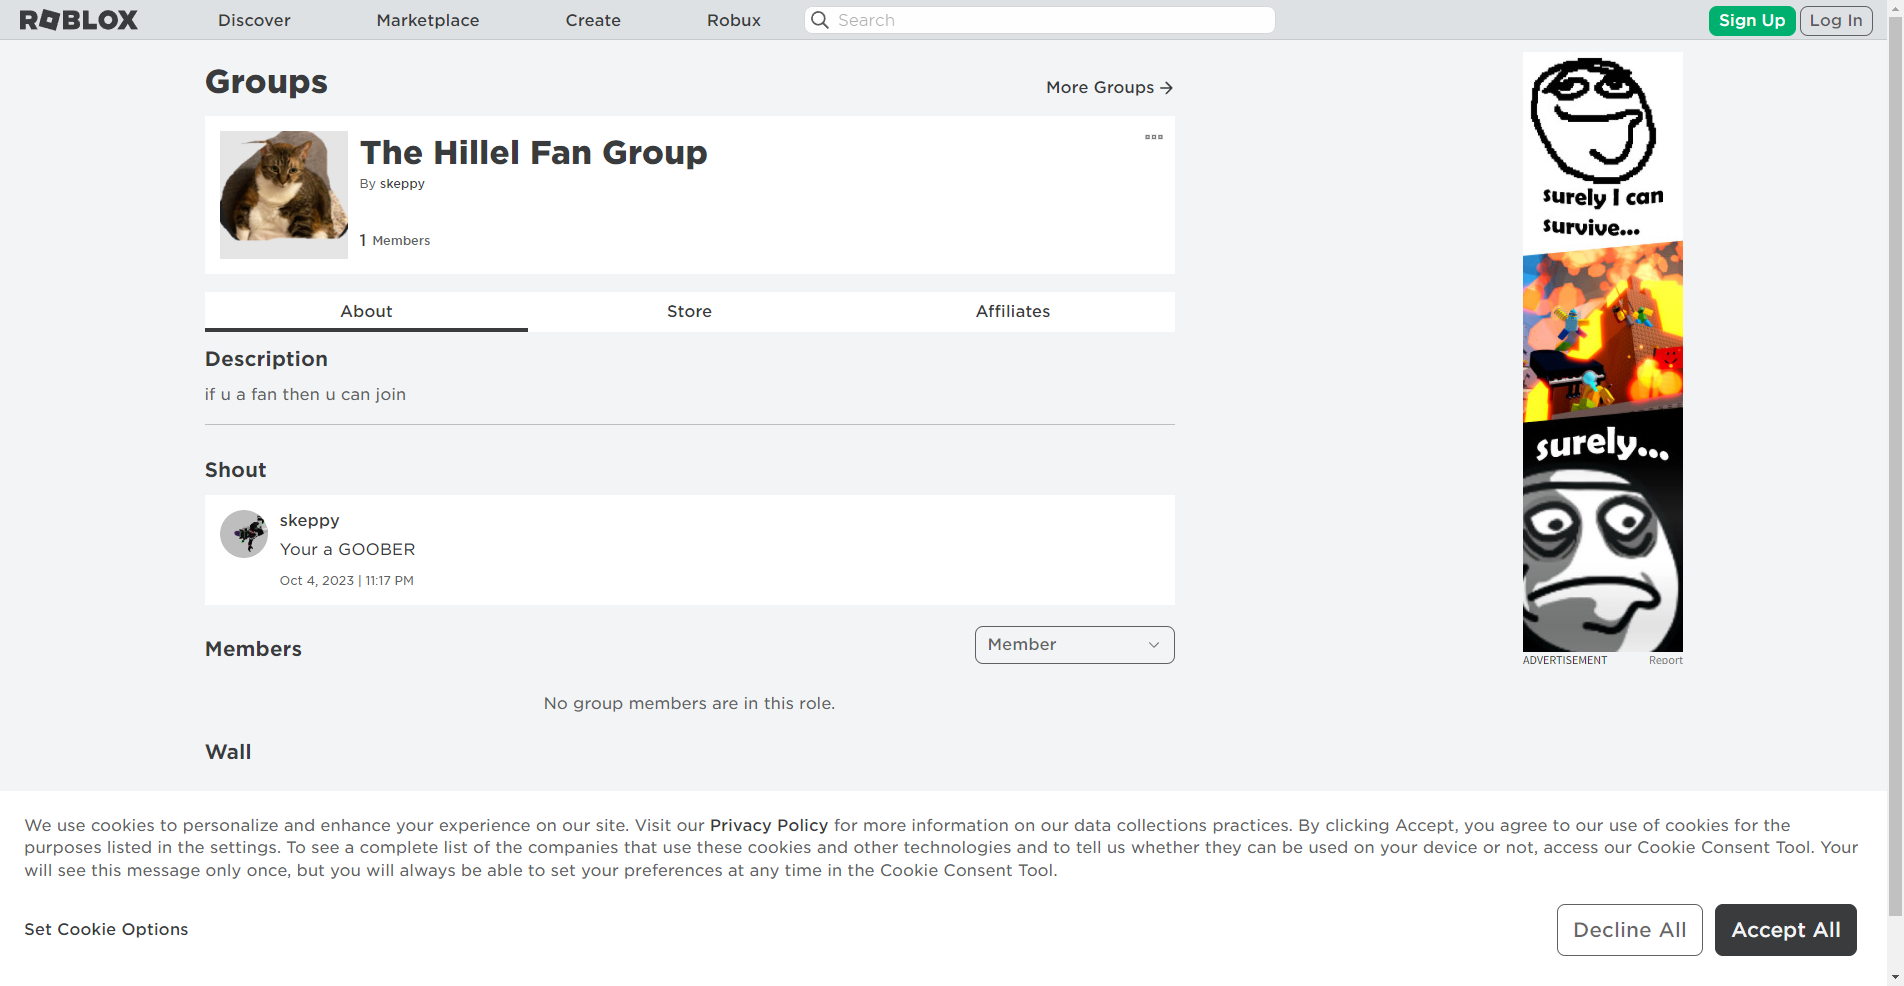 ROBLOX
Discover
Marketplace
Create
Robux
Search
Sign Up
Log In
Groups
More Groups →
The Hillel Fan Group
By skeppy
1 Members
About
Store
Affiliates
Description
if u a fan then u can join
Shout
skeppy
Your a GOOBER
Oct 4, 2023 | 11:17 PM
Members
Member
No group members are in this role.
Wall
surely I can
survive...
surely...
ADVERTISEMENT
Report
We use cookies to personalize and enhance your experience on our site. Visit our Privacy Policy for more information on our data collections practices. By clicking Accept, you agree to our use of cookies for the
purposes listed in the settings. To see a complete list of the companies that use these cookies and other technologies and to tell us whether they can be used on your device or not, access our Cookie Consent Tool. Your
will see this message only once, but you will always be able to set your preferences at any time in the Cookie Consent Tool.
Set Cookie Options
Decline All
Accept All